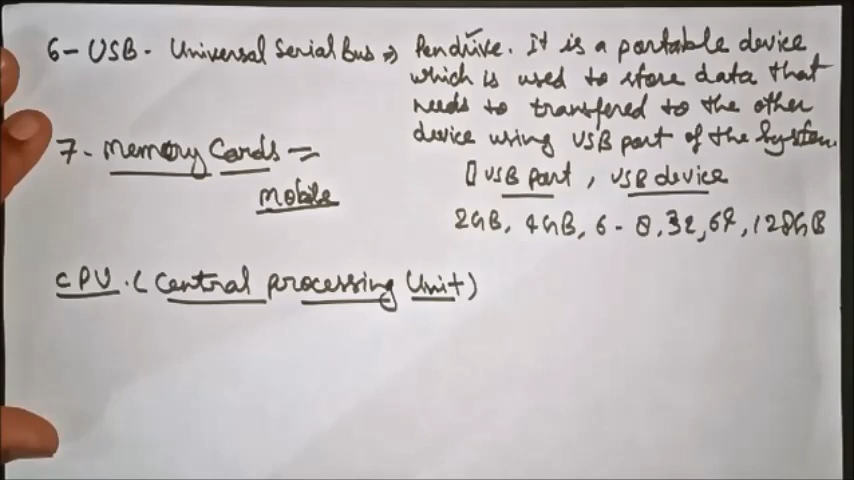 6- USB - Universal Serial Bus => Pendrive. It is a portable device
which is used to store data that
needs to transfered to the other
device using USB port of the System.
7- Memory Cards =
Mobile
USB port, USB device
2GB, 4GB, 6 - 8, 32, 64, 128GB
CPU. (Central processing Unit)